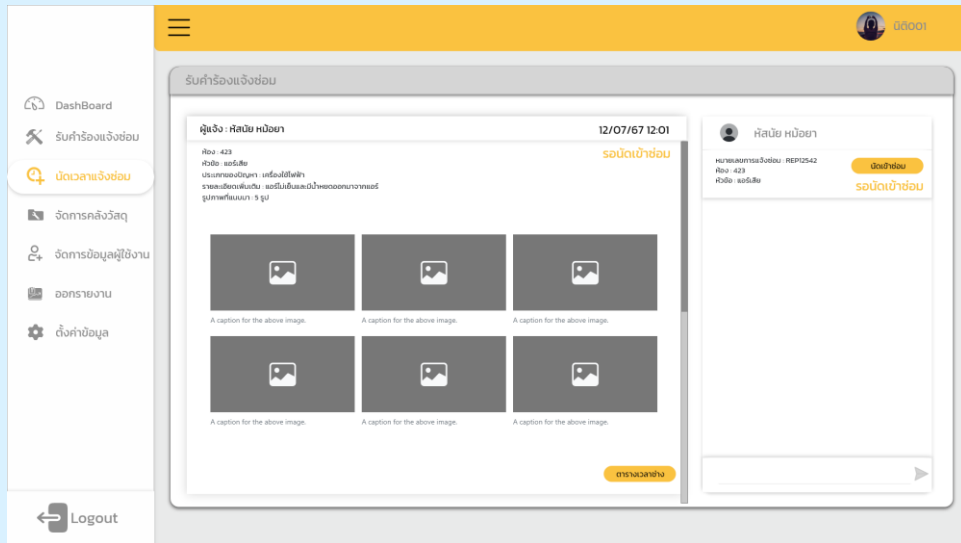 นิติ001
DashBoard
รับคำร้องแจ้งซ่อม
นัดเวลาแจ้งซ่อม
จัดการคลังวัสดุ
จัดการข้อมูลผู้ใช้งาน
ออกรายงาน
ตั้งค่าข้อมูล
Logout
รับคำร้องแจ้งซ่อม
ผู้แจ้ง : หัสนัย หม้อยา 12/07/67 12:01
ห้อง : 423 รอนัดเข้าซ่อม
หัวข้อ : แอร์เสีย
ประเภทของปัญหา : เครื่องใช้ไฟฟ้า
รายละเอียดเพิ่มเติม : แอร์ไม่เย็นและมีน้ำหยดออกมาจากแอร์
รูปภาพที่แนบมา : 5 รูป
A caption for the above image. A caption for the above image. A caption for the above image.
A caption for the above image. A caption for the above image. A caption for the above image.
ตารางเวลาช่าง
หัสนัย หม้อยา
หมายเลขการแจ้งซ่อม : REP12542 นัดเข้าซ่อม
ห้อง : 423
หัวข้อ : แอร์เสีย รอนัดเข้าซ่อม